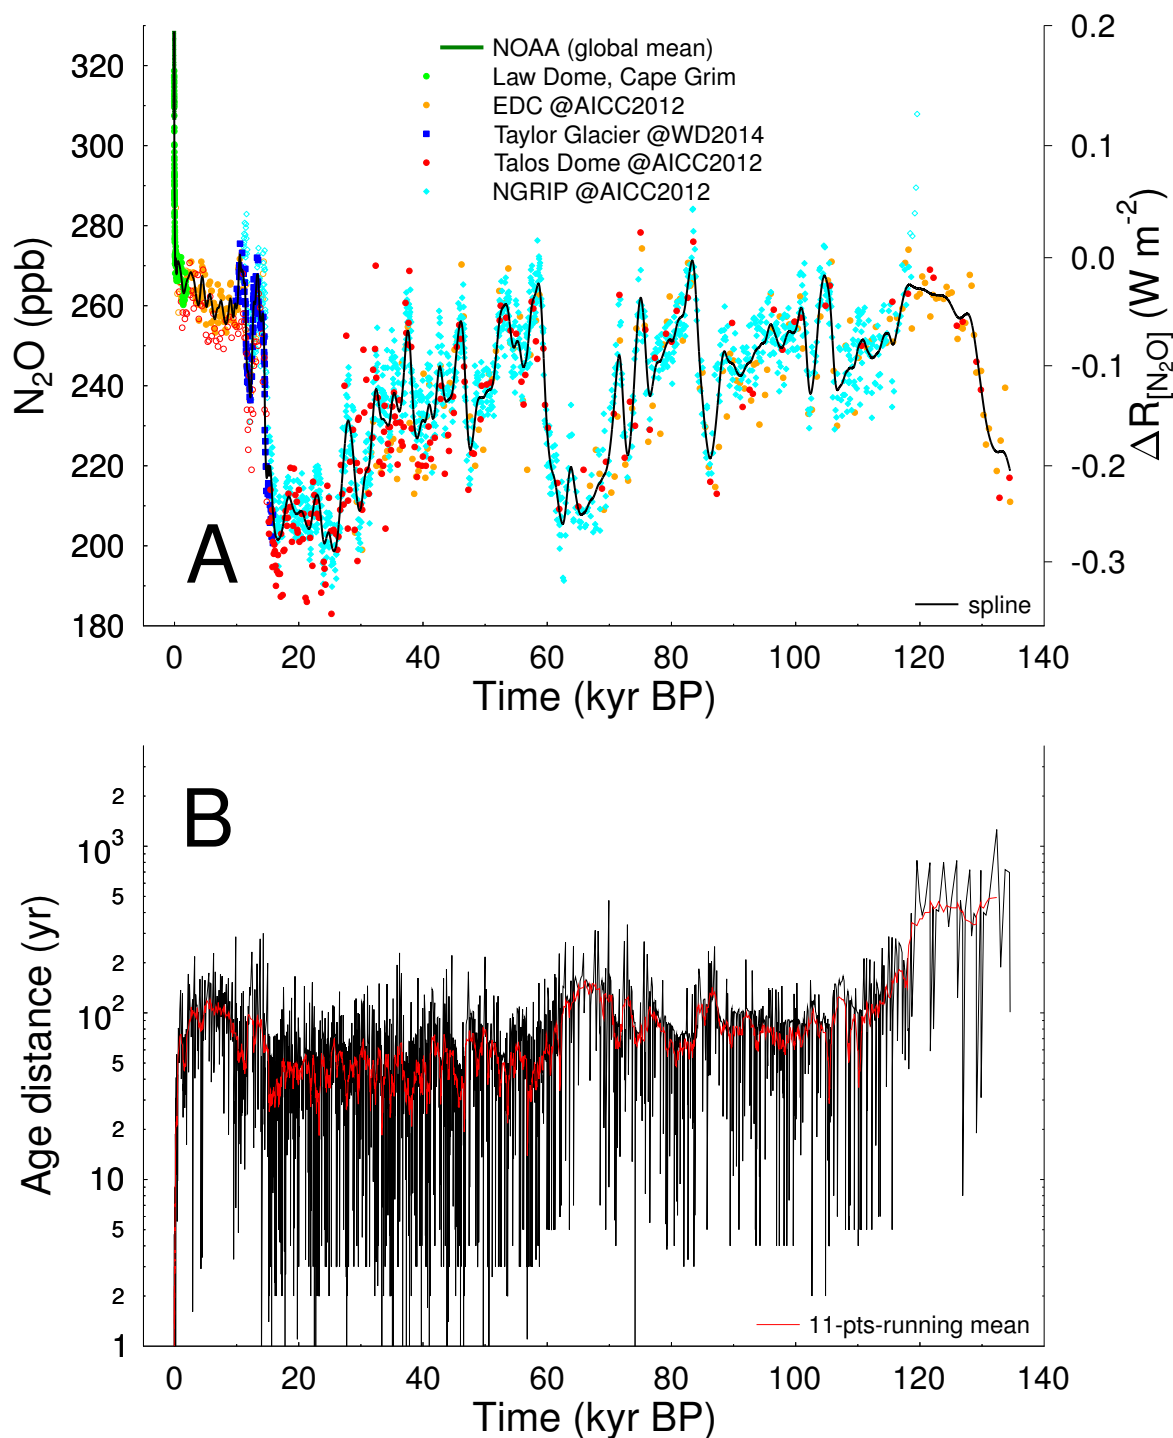 NOAA (global mean)
Law Dome, Cape Grim
EDC @AICC2012
Taylor Glacier @WD2014
Talos Dome @AICC2012
NGRIP @AICC2012
320
300
280
260
240
220
200
180
N₂O (ppb)
0.2
0.1
0.0
-0.1
-0.2
-0.3
ΔR[N₂O] (W m⁻²)
A
spline
0 20 40 60 80 100 120 140
Time (kyr BP)
B
2
10³
5
2
10²
5
2
10
5
2
1
Age distance (yr)
11-pts-running mean
0 20 40 60 80 100 120 140
Time (kyr BP)